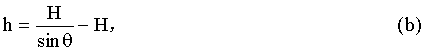 h = H / sin θ − H， (b)